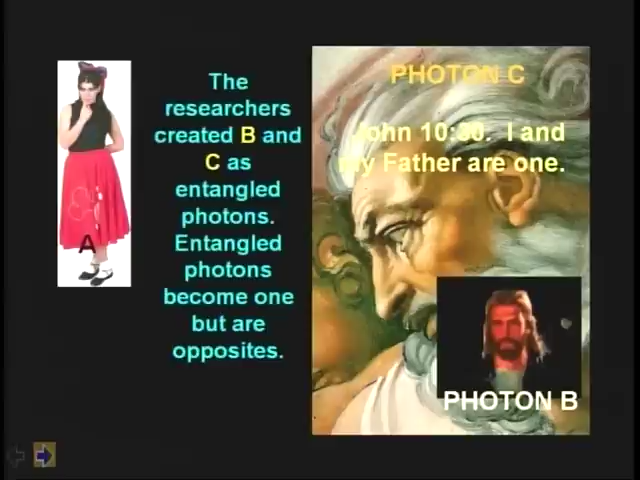 The
researchers
created B and
C as
entangled
photons.
Entangled
photons
become one
but are
opposites.
A
PHOTON C
John 10:30. I and
my Father are one.
PHOTON B